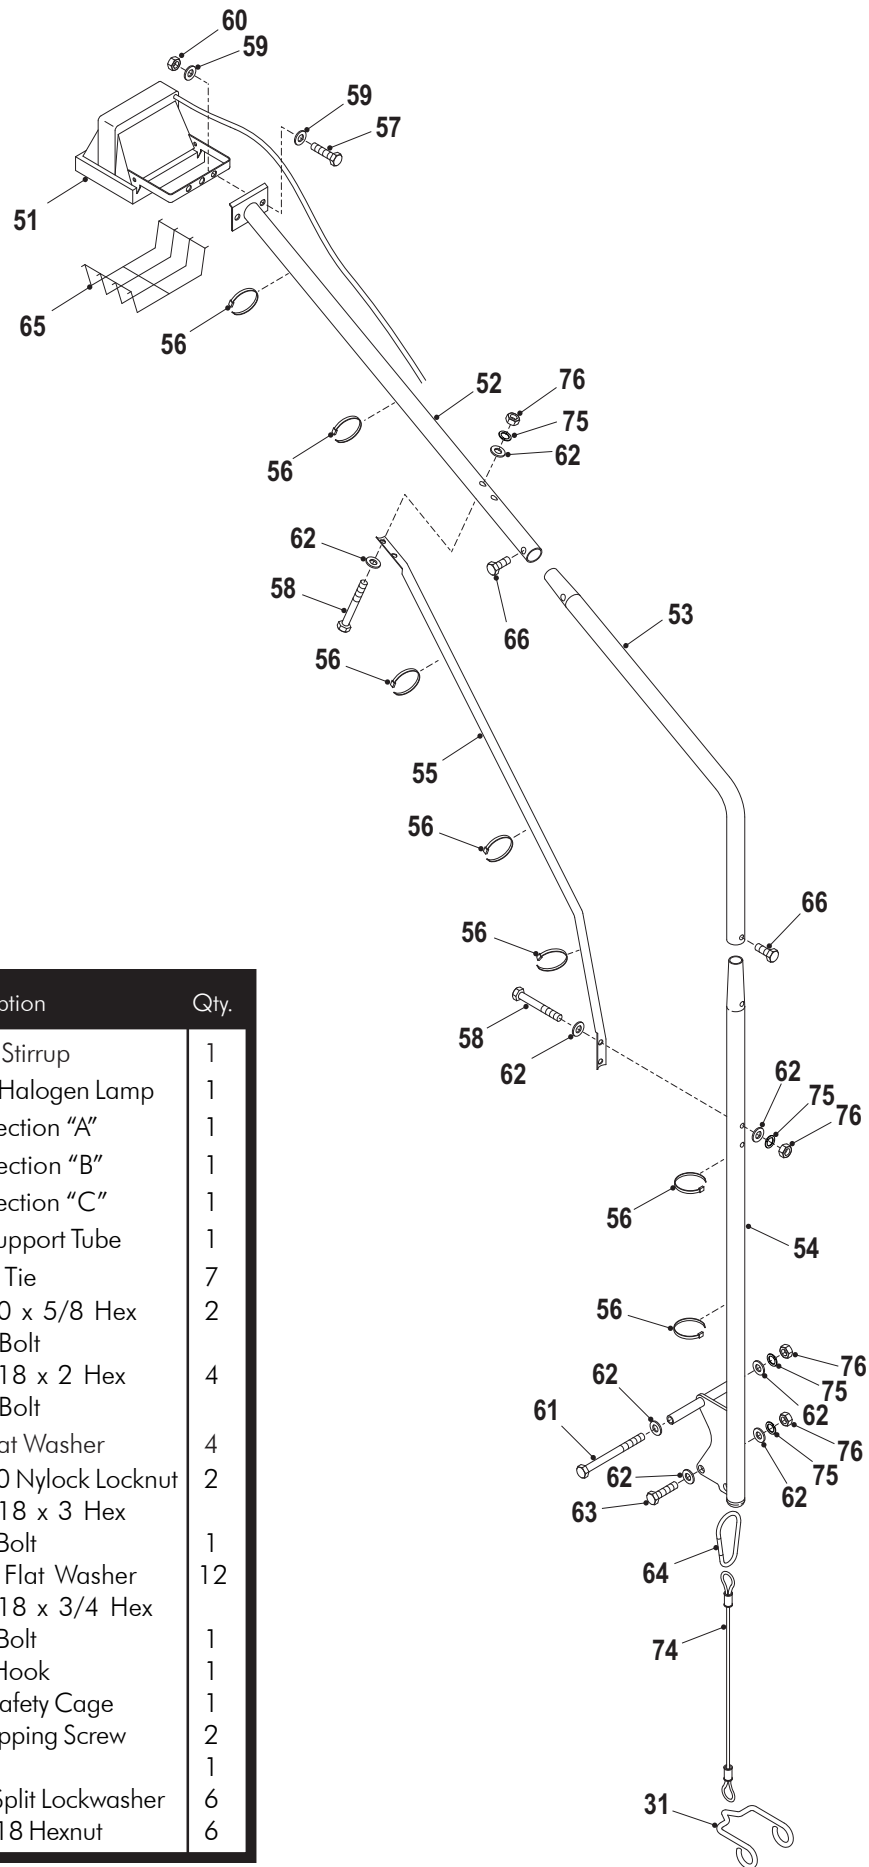 60
59
59
57
51
65
56
52
76
75
62
56
62
58
66
53
56
55
56
66
56
58
62
62
75
76
56
54
56
76
62
75
62
61
76
62
75
63
62
64
74
31
ption Qty.
Stirrup 1
Halogen Lamp 1
ection “A” 1
ection “B” 1
ection “C” 1
upport Tube 1
Tie 7
0 x 5/8 Hex 2
Bolt
18 x 2 Hex 4
Bolt
at Washer 4
0 Nylock Locknut 2
18 x 3 Hex
Bolt 1
Flat Washer 12
18 x 3/4 Hex
Bolt 1
Hook 1
afety Cage 1
pping Screw 2
1
Split Lockwasher 6
18 Hexnut 6